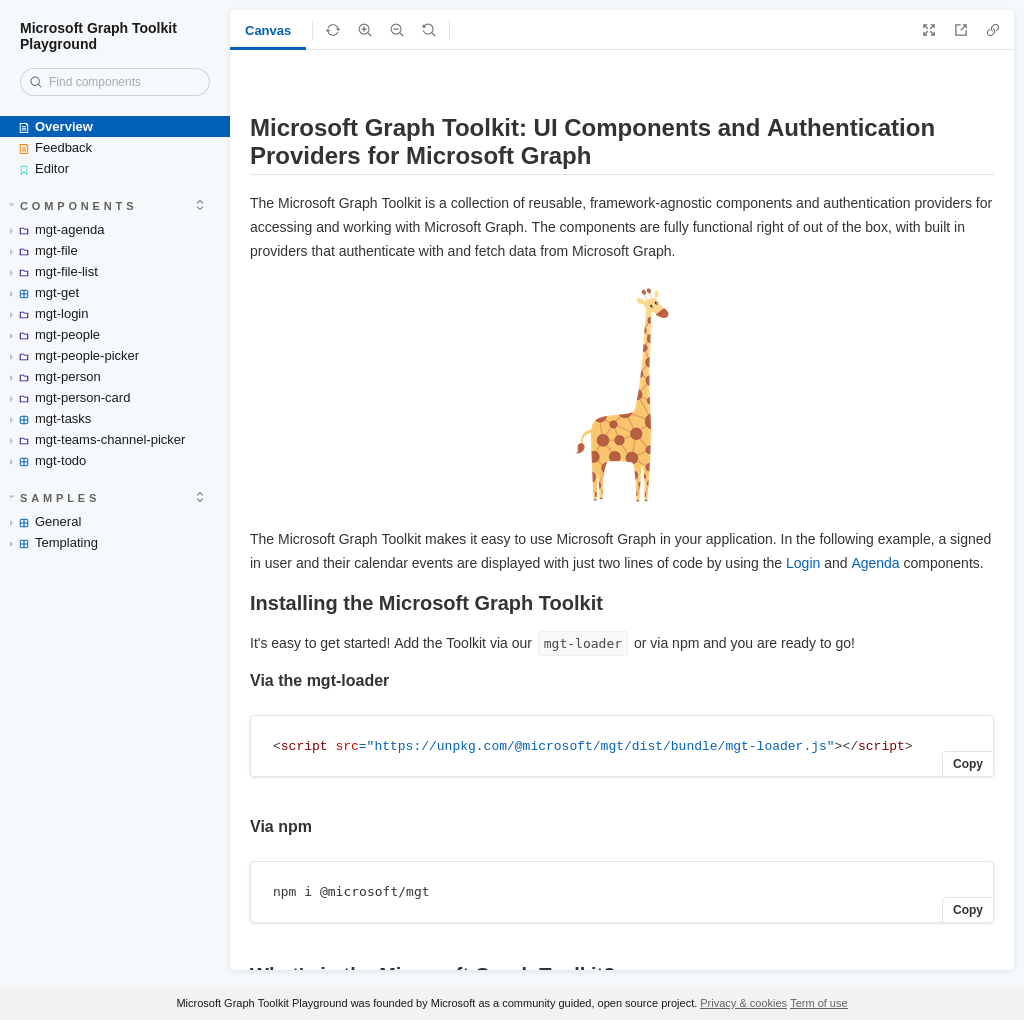 Microsoft Graph Toolkit
Playground
Find components
Overview
Feedback
Editor
COMPONENTS
mgt-agenda
mgt-file
mgt-file-list
mgt-get
mgt-login
mgt-people
mgt-people-picker
mgt-person
mgt-person-card
mgt-tasks
mgt-teams-channel-picker
mgt-todo
SAMPLES
General
Templating
Canvas
Microsoft Graph Toolkit: UI Components and Authentication
Providers for Microsoft Graph
The Microsoft Graph Toolkit is a collection of reusable, framework-agnostic components and authentication providers for
accessing and working with Microsoft Graph. The components are fully functional right of out of the box, with built in
providers that authenticate with and fetch data from Microsoft Graph.
The Microsoft Graph Toolkit makes it easy to use Microsoft Graph in your application. In the following example, a signed
in user and their calendar events are displayed with just two lines of code by using the Login and Agenda components.
Installing the Microsoft Graph Toolkit
It's easy to get started! Add the Toolkit via our mgt-loader or via npm and you are ready to go!
Via the mgt-loader
<script src="https://unpkg.com/@microsoft/mgt/dist/bundle/mgt-loader.js"></script>
Copy
Via npm
npm i @microsoft/mgt
Copy
What's in the Microsoft Graph Toolkit?
Microsoft Graph Toolkit Playground was founded by Microsoft as a community guided, open source project. Privacy & cookies Term of use